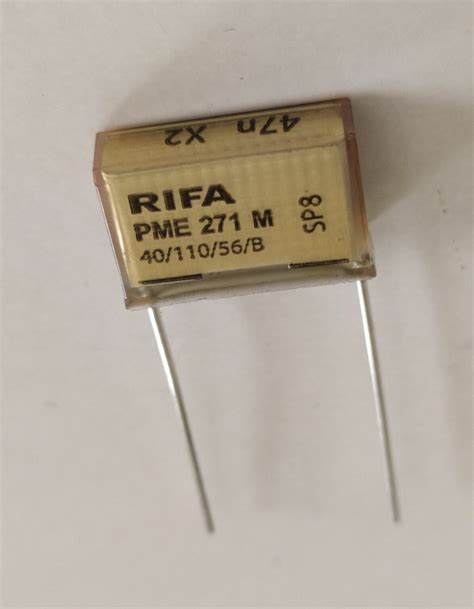 47n X2
RIFA
PME 271 M
40/110/56/B
SP8